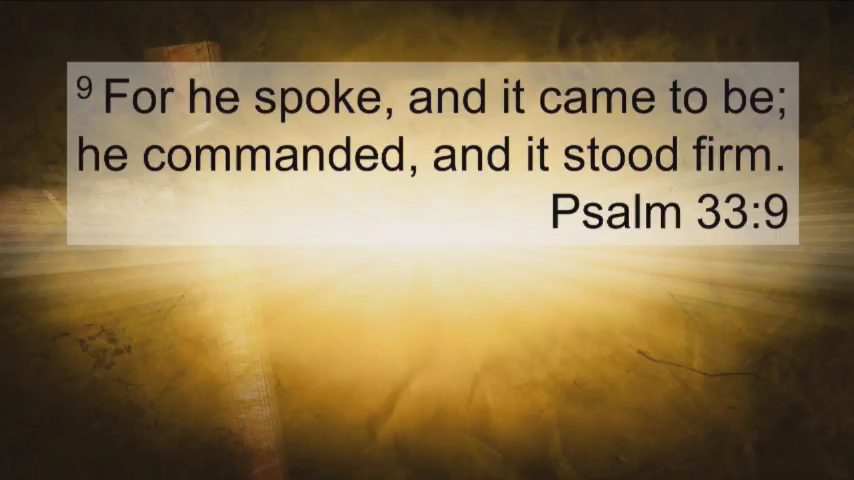 ⁹ For he spoke, and it came to be;
he commanded, and it stood firm.
Psalm 33:9